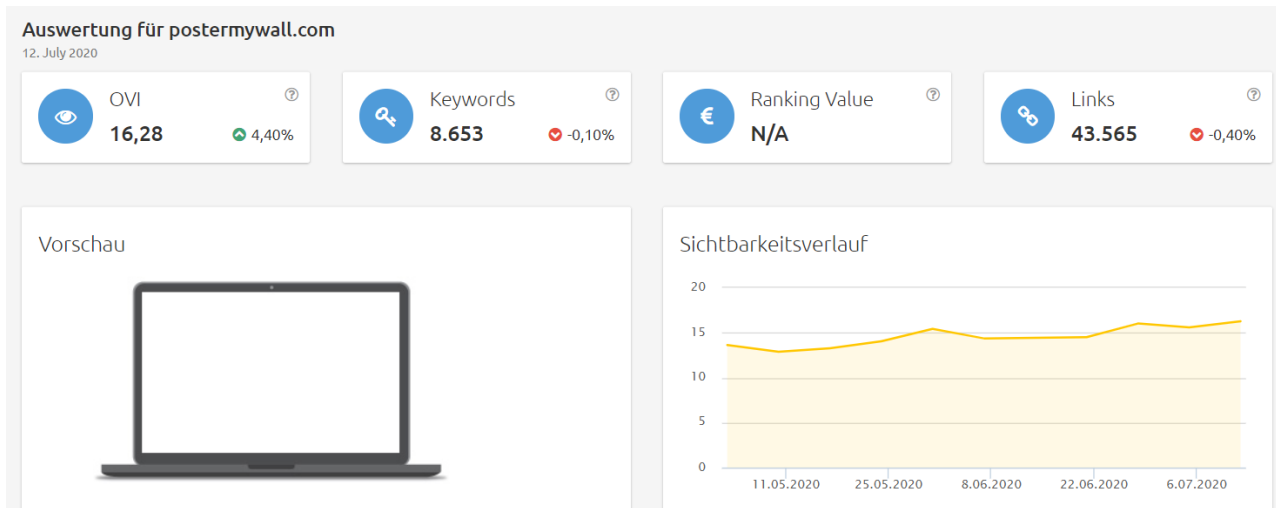 Auswertung für postermywall.com
12. July 2020
OVI
16,28
4,40%
Keywords
8.653
-0,10%
Ranking Value
N/A
Links
43.565
-0,40%
Vorschau
Sichtbarkeitsverlauf
20
15
10
5
0
11.05.2020 25.05.2020 8.06.2020 22.06.2020 6.07.2020